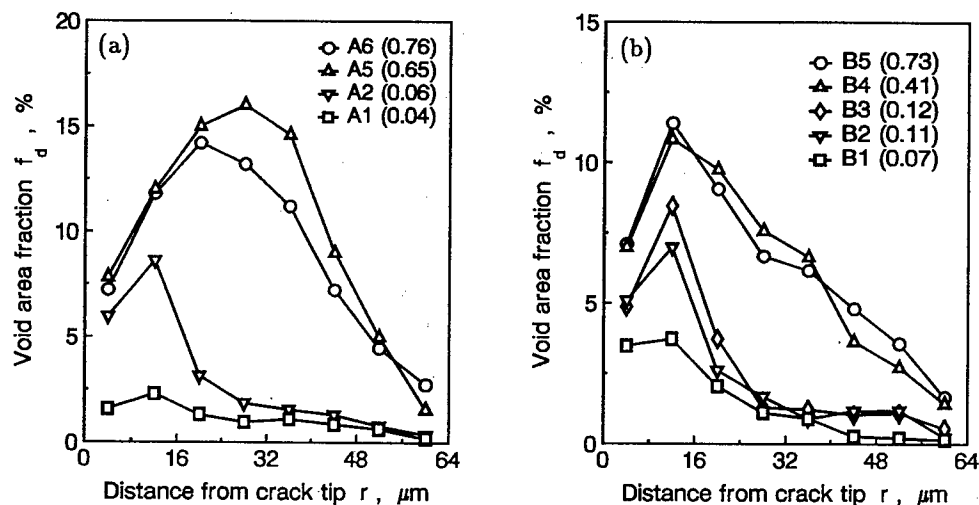 (a)
A6 (0.76)
A5 (0.65)
A2 (0.06)
A1 (0.04)
20
15
10
5
0
0 16 32 48 64
Void area fraction f_d , %
Distance from crack tip r , μm
(b)
B5 (0.73)
B4 (0.41)
B3 (0.12)
B2 (0.11)
B1 (0.07)
15
10
5
0
0 16 32 48 64
Void area fraction f_d , %
Distance from crack tip r , μm